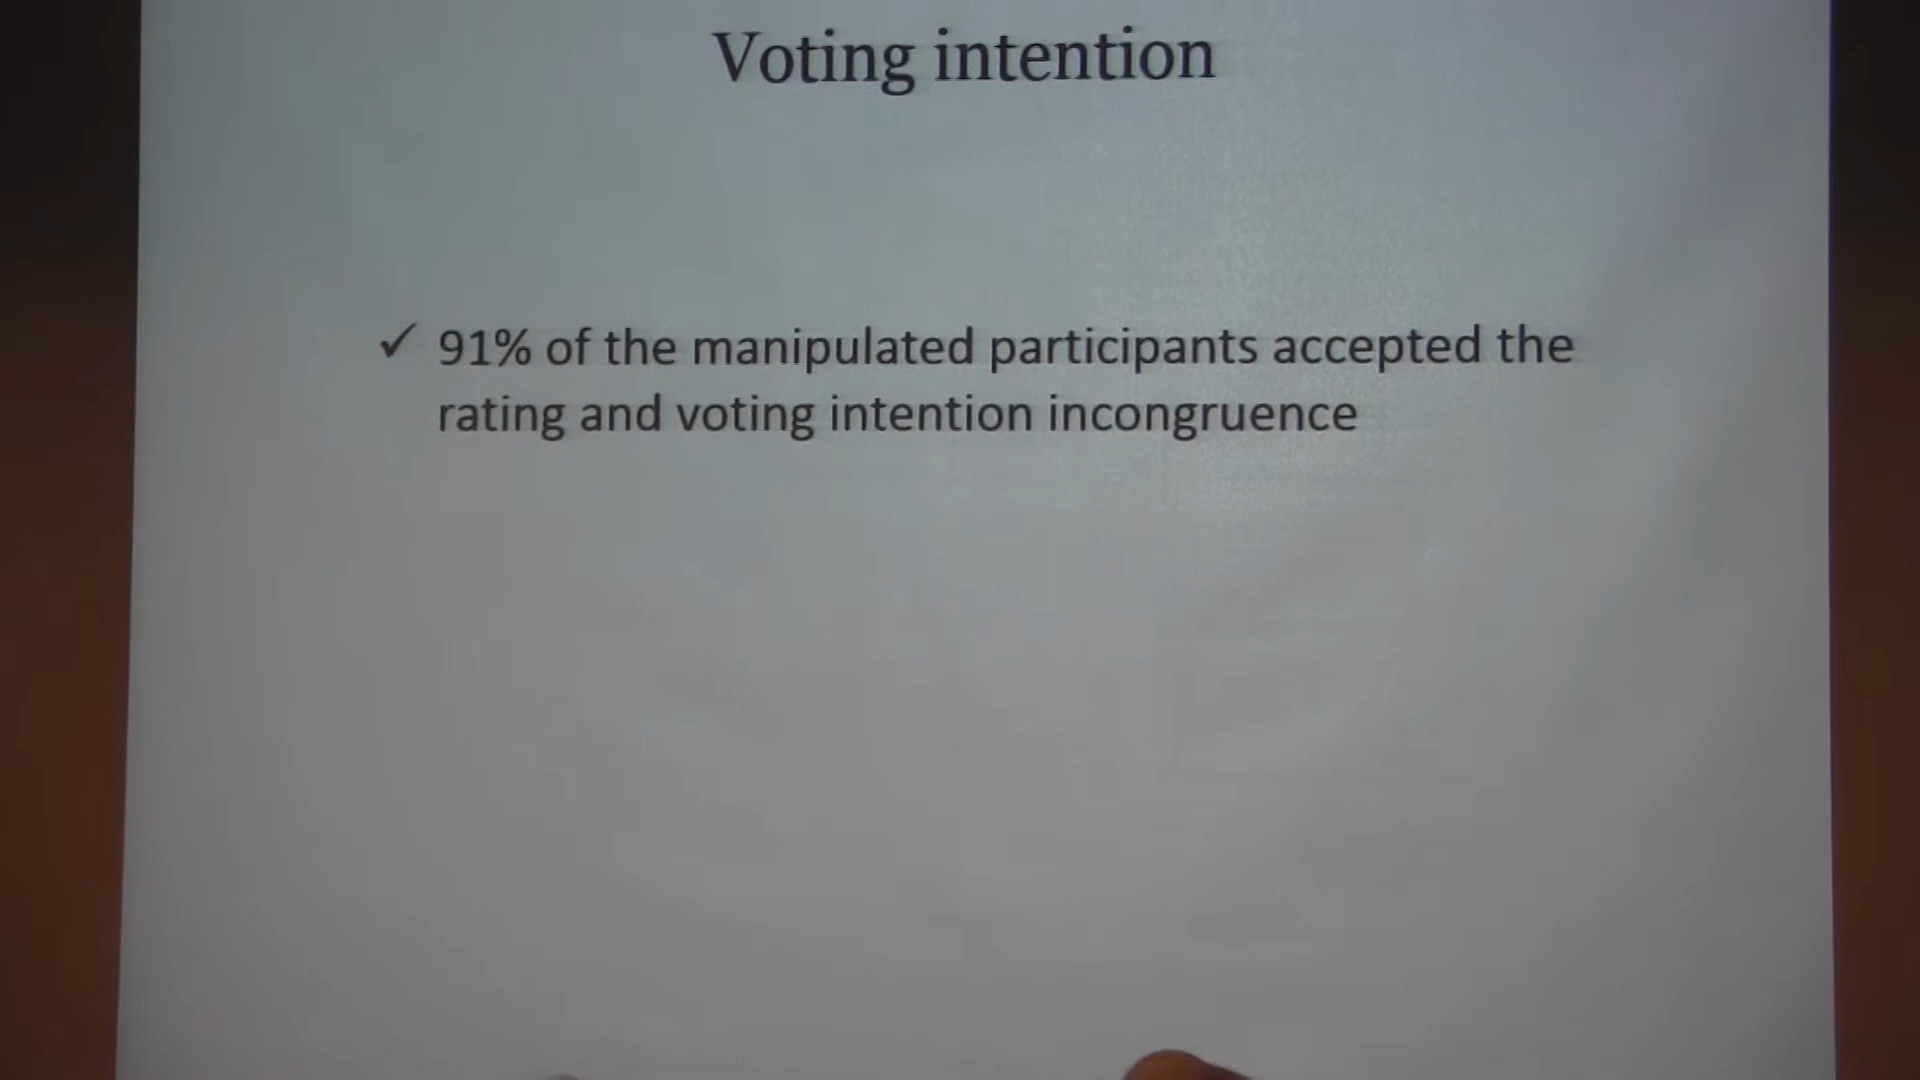 Voting intention
✓ 91% of the manipulated participants accepted the
rating and voting intention incongruence